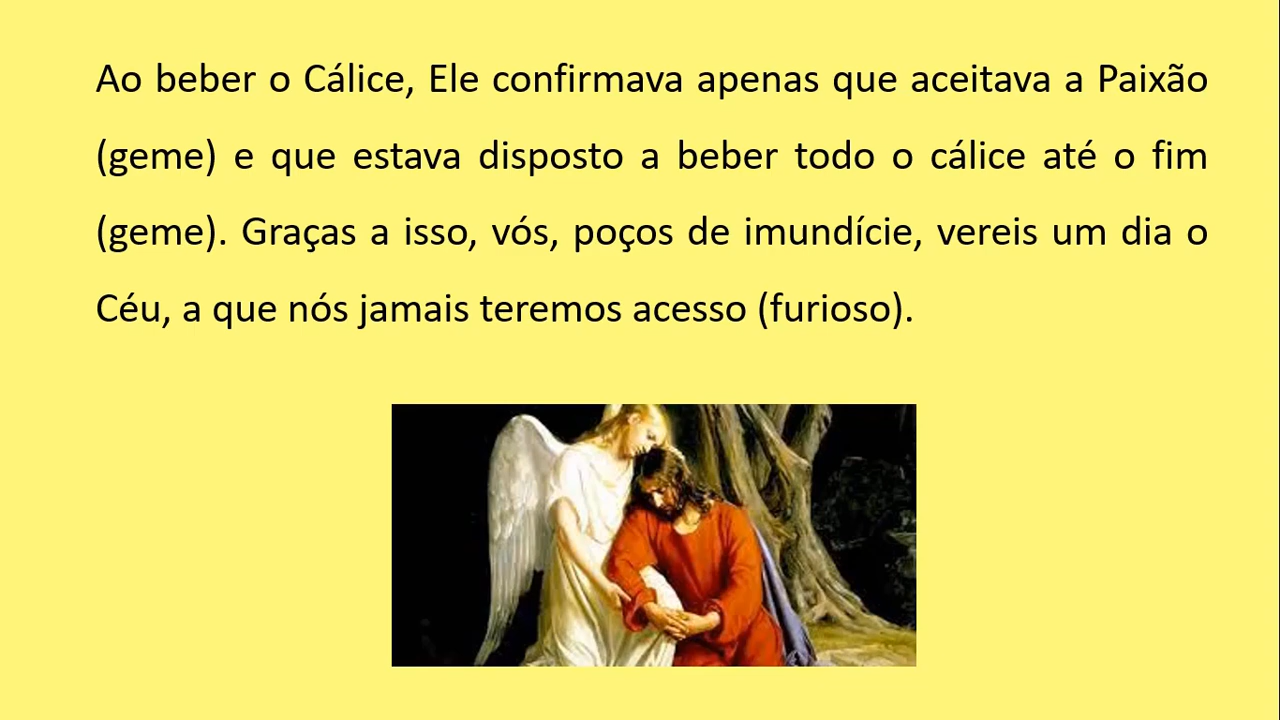 Ao beber o Cálice, Ele confirmava apenas que aceitava a Paixão
(geme) e que estava disposto a beber todo o cálice até o fim
(geme). Graças a isso, vós, poços de imundície, vereis um dia o
Céu, a que nós jamais teremos acesso (furioso).